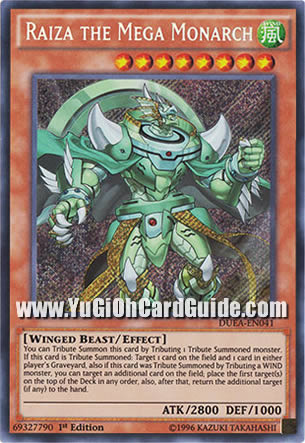 RAIZA THE MEGA MONARCH
風
www.YuGiOhCardGuide.com
DUEA-EN041
[WINGED BEAST/EFFECT]
You can Tribute Summon this card by Tributing 1 Tribute Summoned monster.
If this card is Tribute Summoned: Target 1 card on the field and 1 card in either
player's Graveyard, also if this card was Tribute Summoned by Tributing a WIND
monster, you can target an additional card on the field, place the first target(s)
on the top of the Deck in any order, also, after that, return the additional target
(if any) to the hand.
ATK/2800 DEF/1000
69327790 1st Edition ©1996 KAZUKI TAKAHASHI